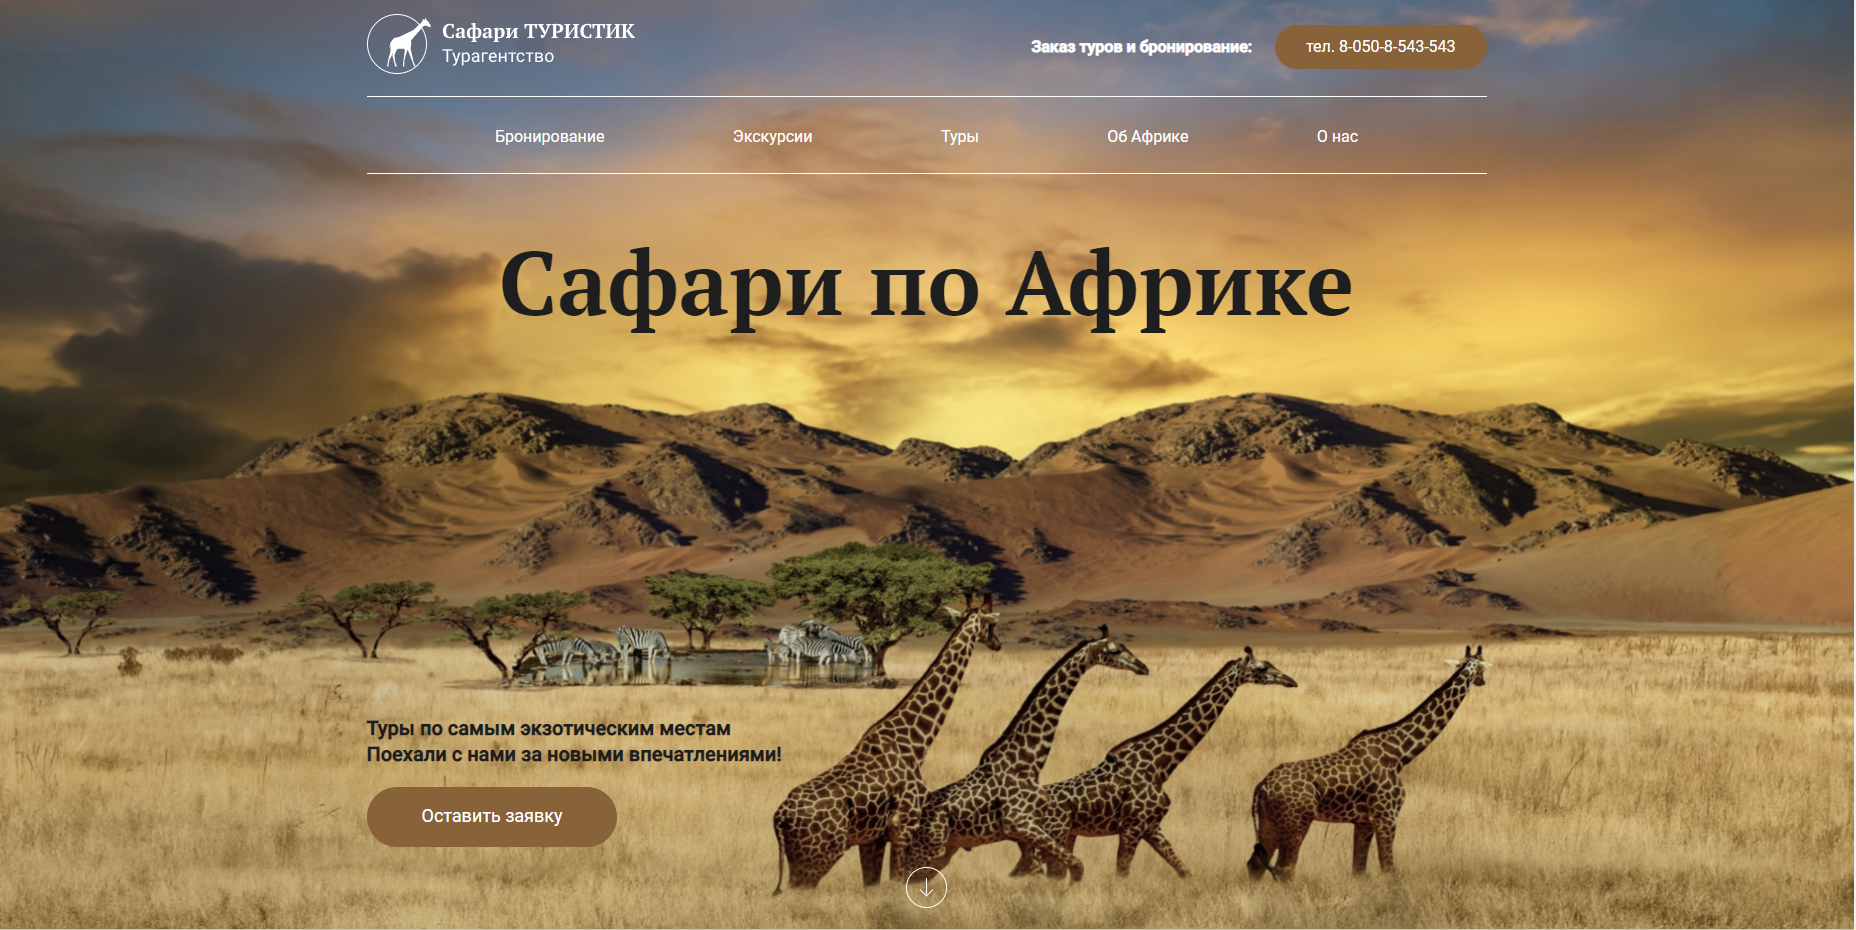 Сафари ТУРИСТИК
Турагентство
Заказ туров и бронирование:
тел. 8-050-8-543-543
Бронирование
Экскурсии
Туры
Об Африке
О нас
Сафари по Африке
Туры по самым экзотическим местам
Поехали с нами за новыми впечатлениями!
Оставить заявку